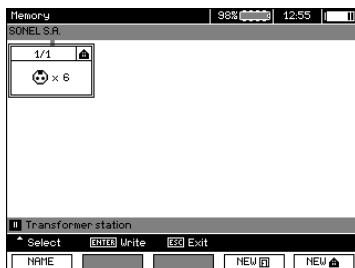 Memory 98% 12:55
SONEL S.A.
1/1
x 6
Transformer station
Select ENTER Write ESC Exit
NAME NEW NEW